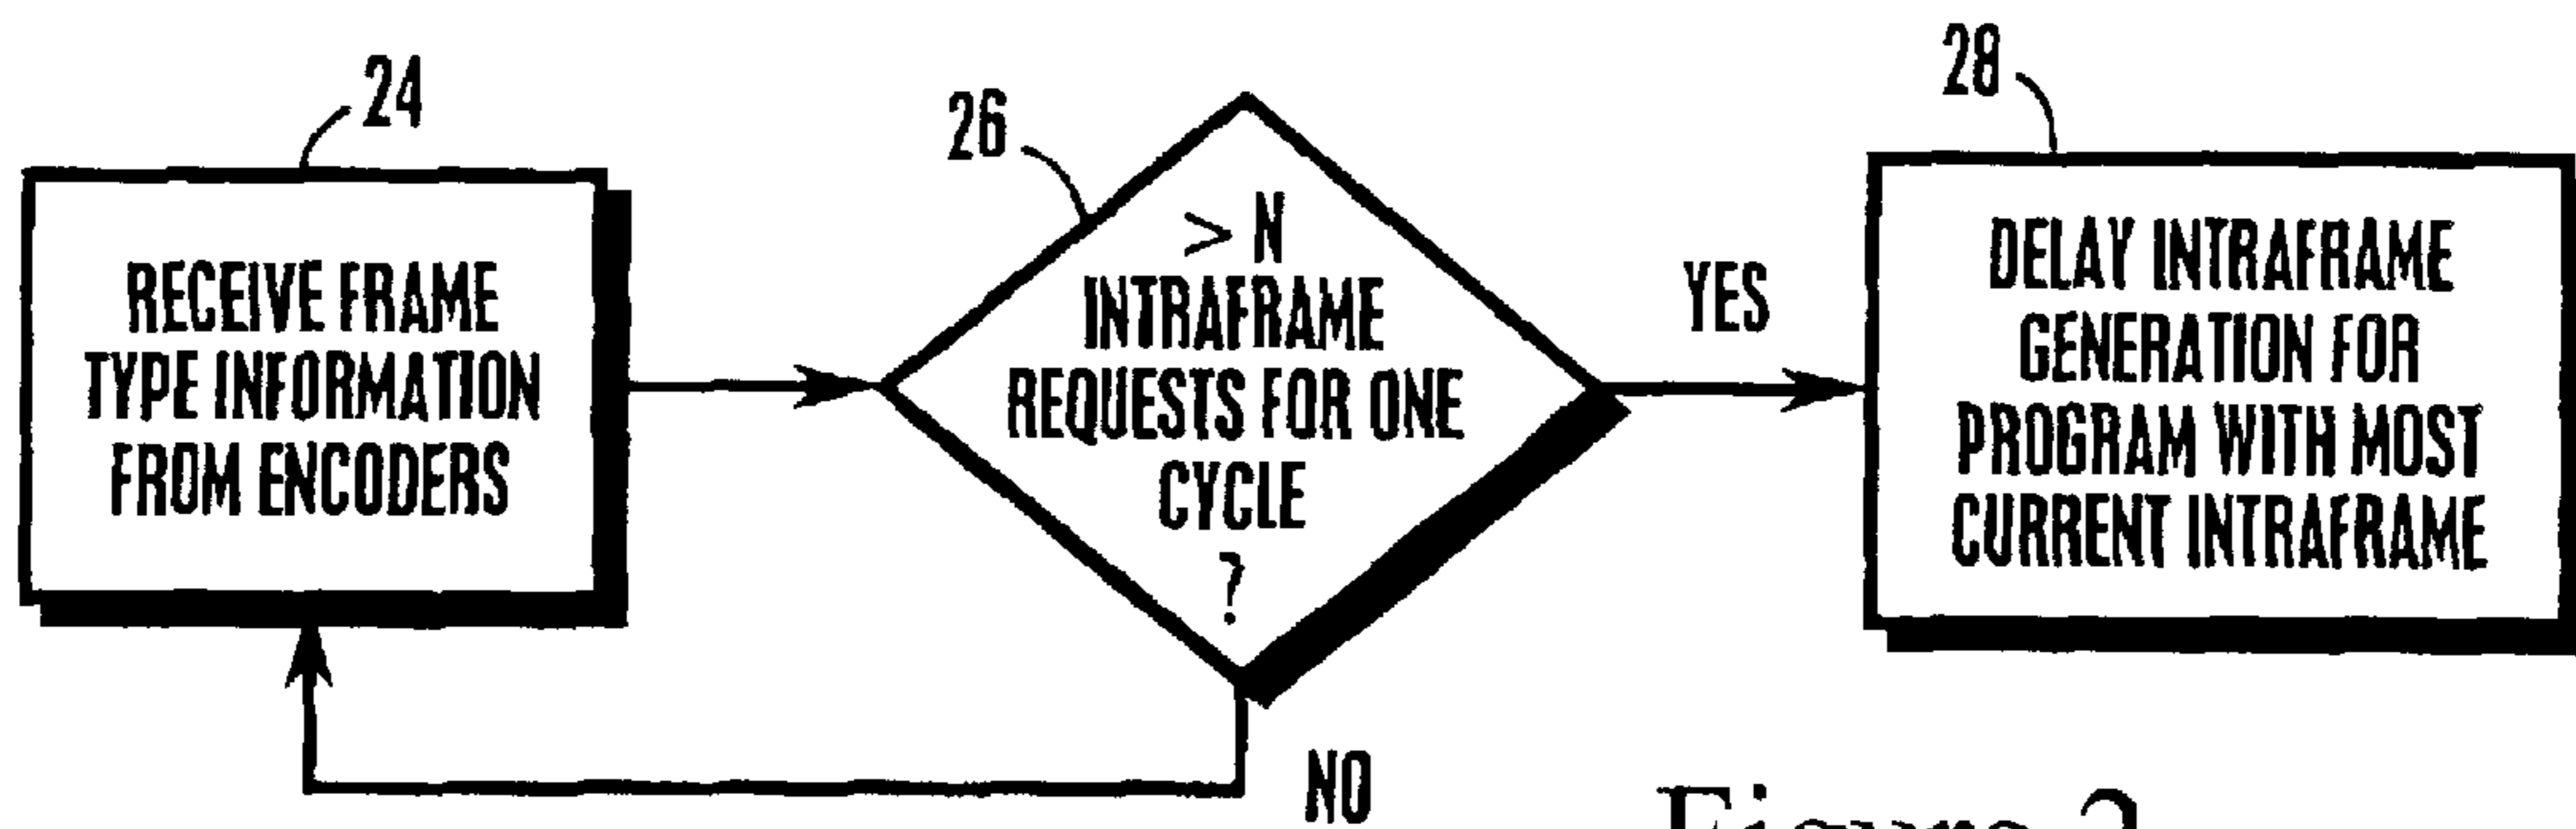 24
RECEIVE FRAME
TYPE INFORMATION
FROM ENCODERS
26
> N
INTRAFRAME
REQUESTS FOR ONE
CYCLE
?
YES
NO
28
DELAY INTRAFRAME
GENERATION FOR
PROGRAM WITH MOST
CURRENT INTRAFRAME
Figure